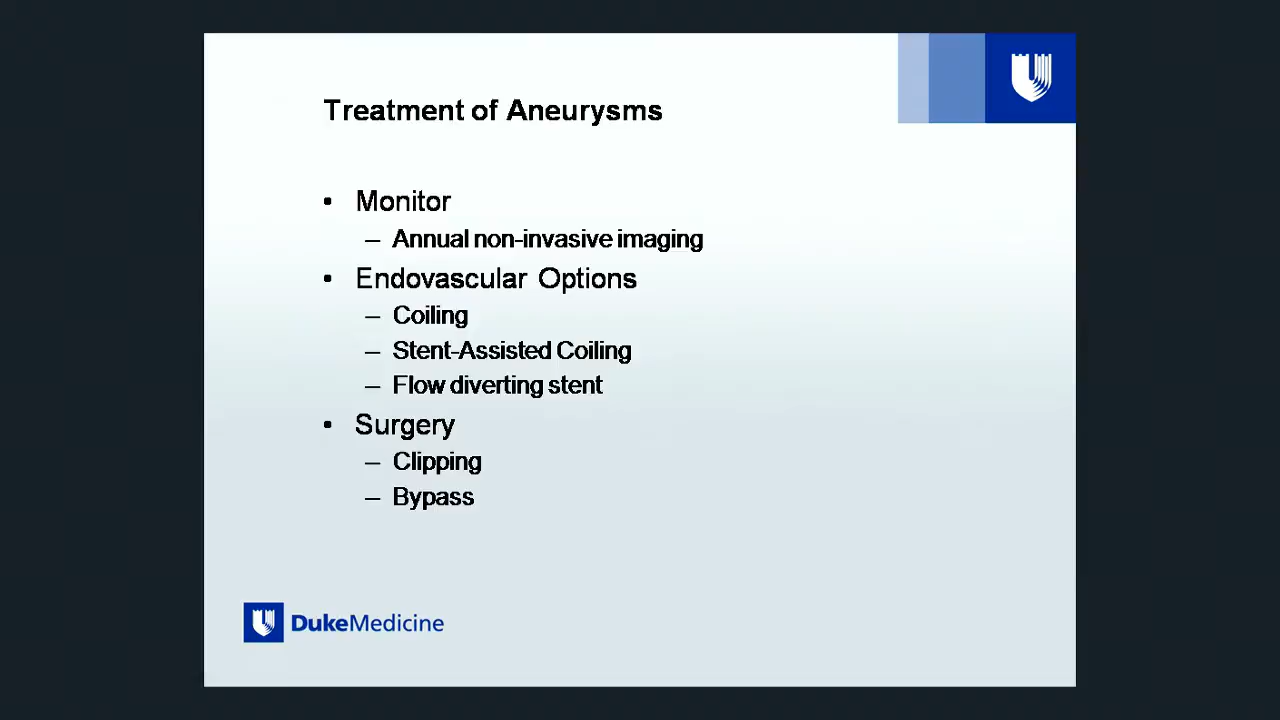 Treatment of Aneurysms
• Monitor
– Annual non-invasive imaging
• Endovascular Options
– Coiling
– Stent-Assisted Coiling
– Flow diverting stent
• Surgery
– Clipping
– Bypass
DukeMedicine